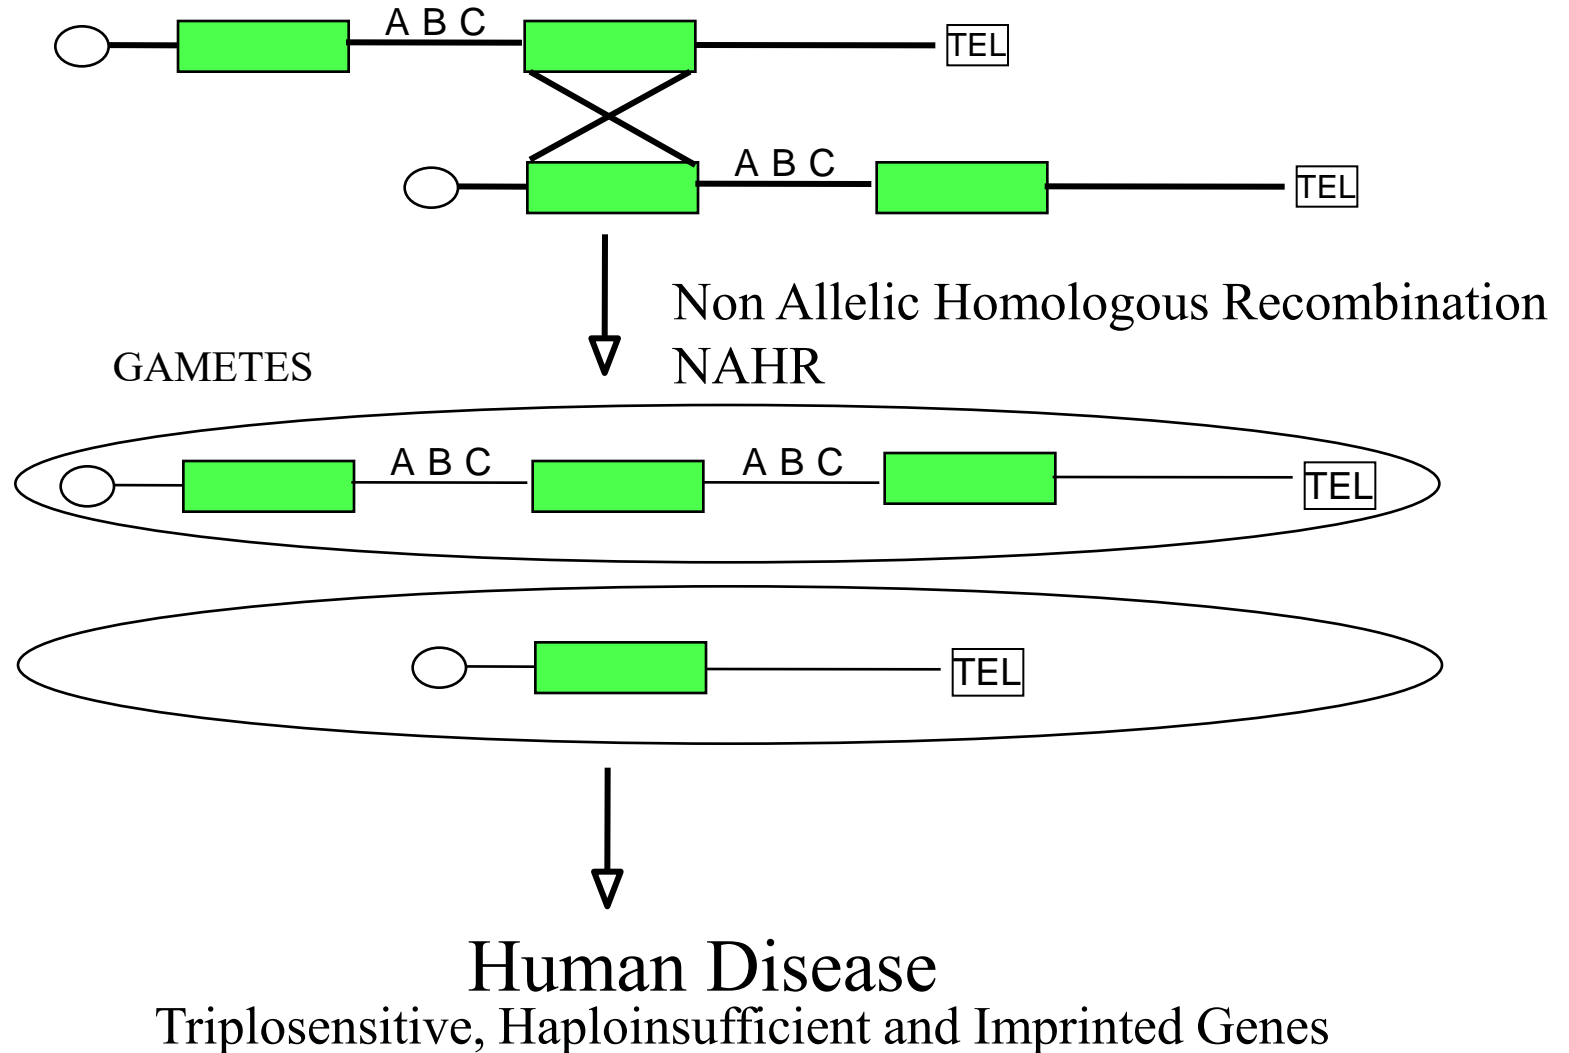 A B C
TEL
A B C
TEL
Non Allelic Homologous Recombination
NAHR
GAMETES
A B C A B C
TEL
TEL
Human Disease
Triplosensitive, Haploinsufficient and Imprinted Genes